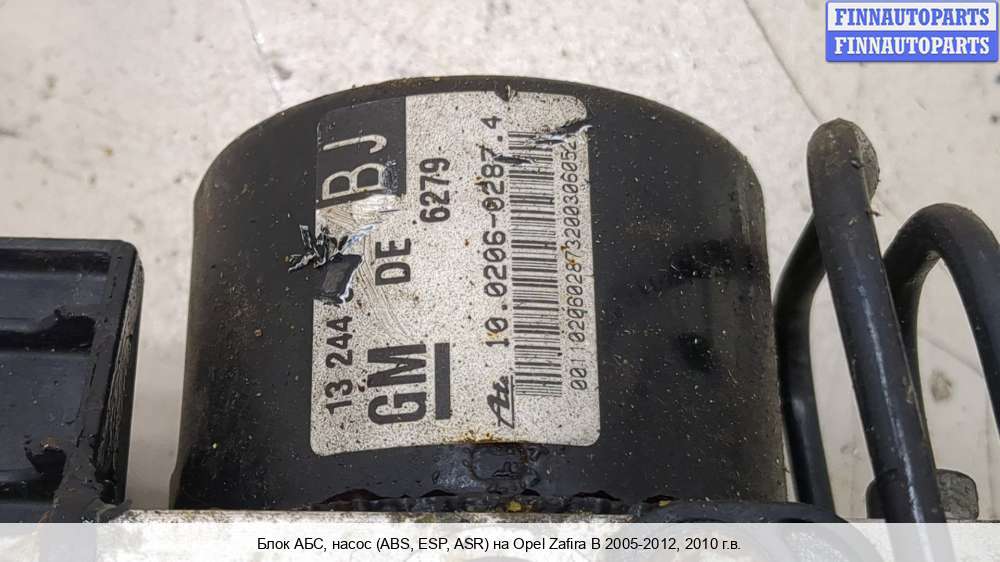 FINNAUTOPARTS
FINNAUTOPARTS
BJ
13 244
DE 6279
GM
Ate 10.0206-0287.4
Блок АБС, насос (ABS, ESP, ASR) на Opel Zafira B 2005-2012, 2010 г.в.